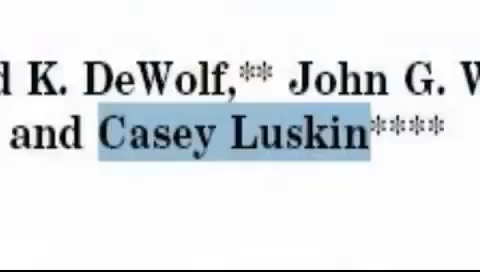 K. DeWolf,** John G.
and Casey Luskin****